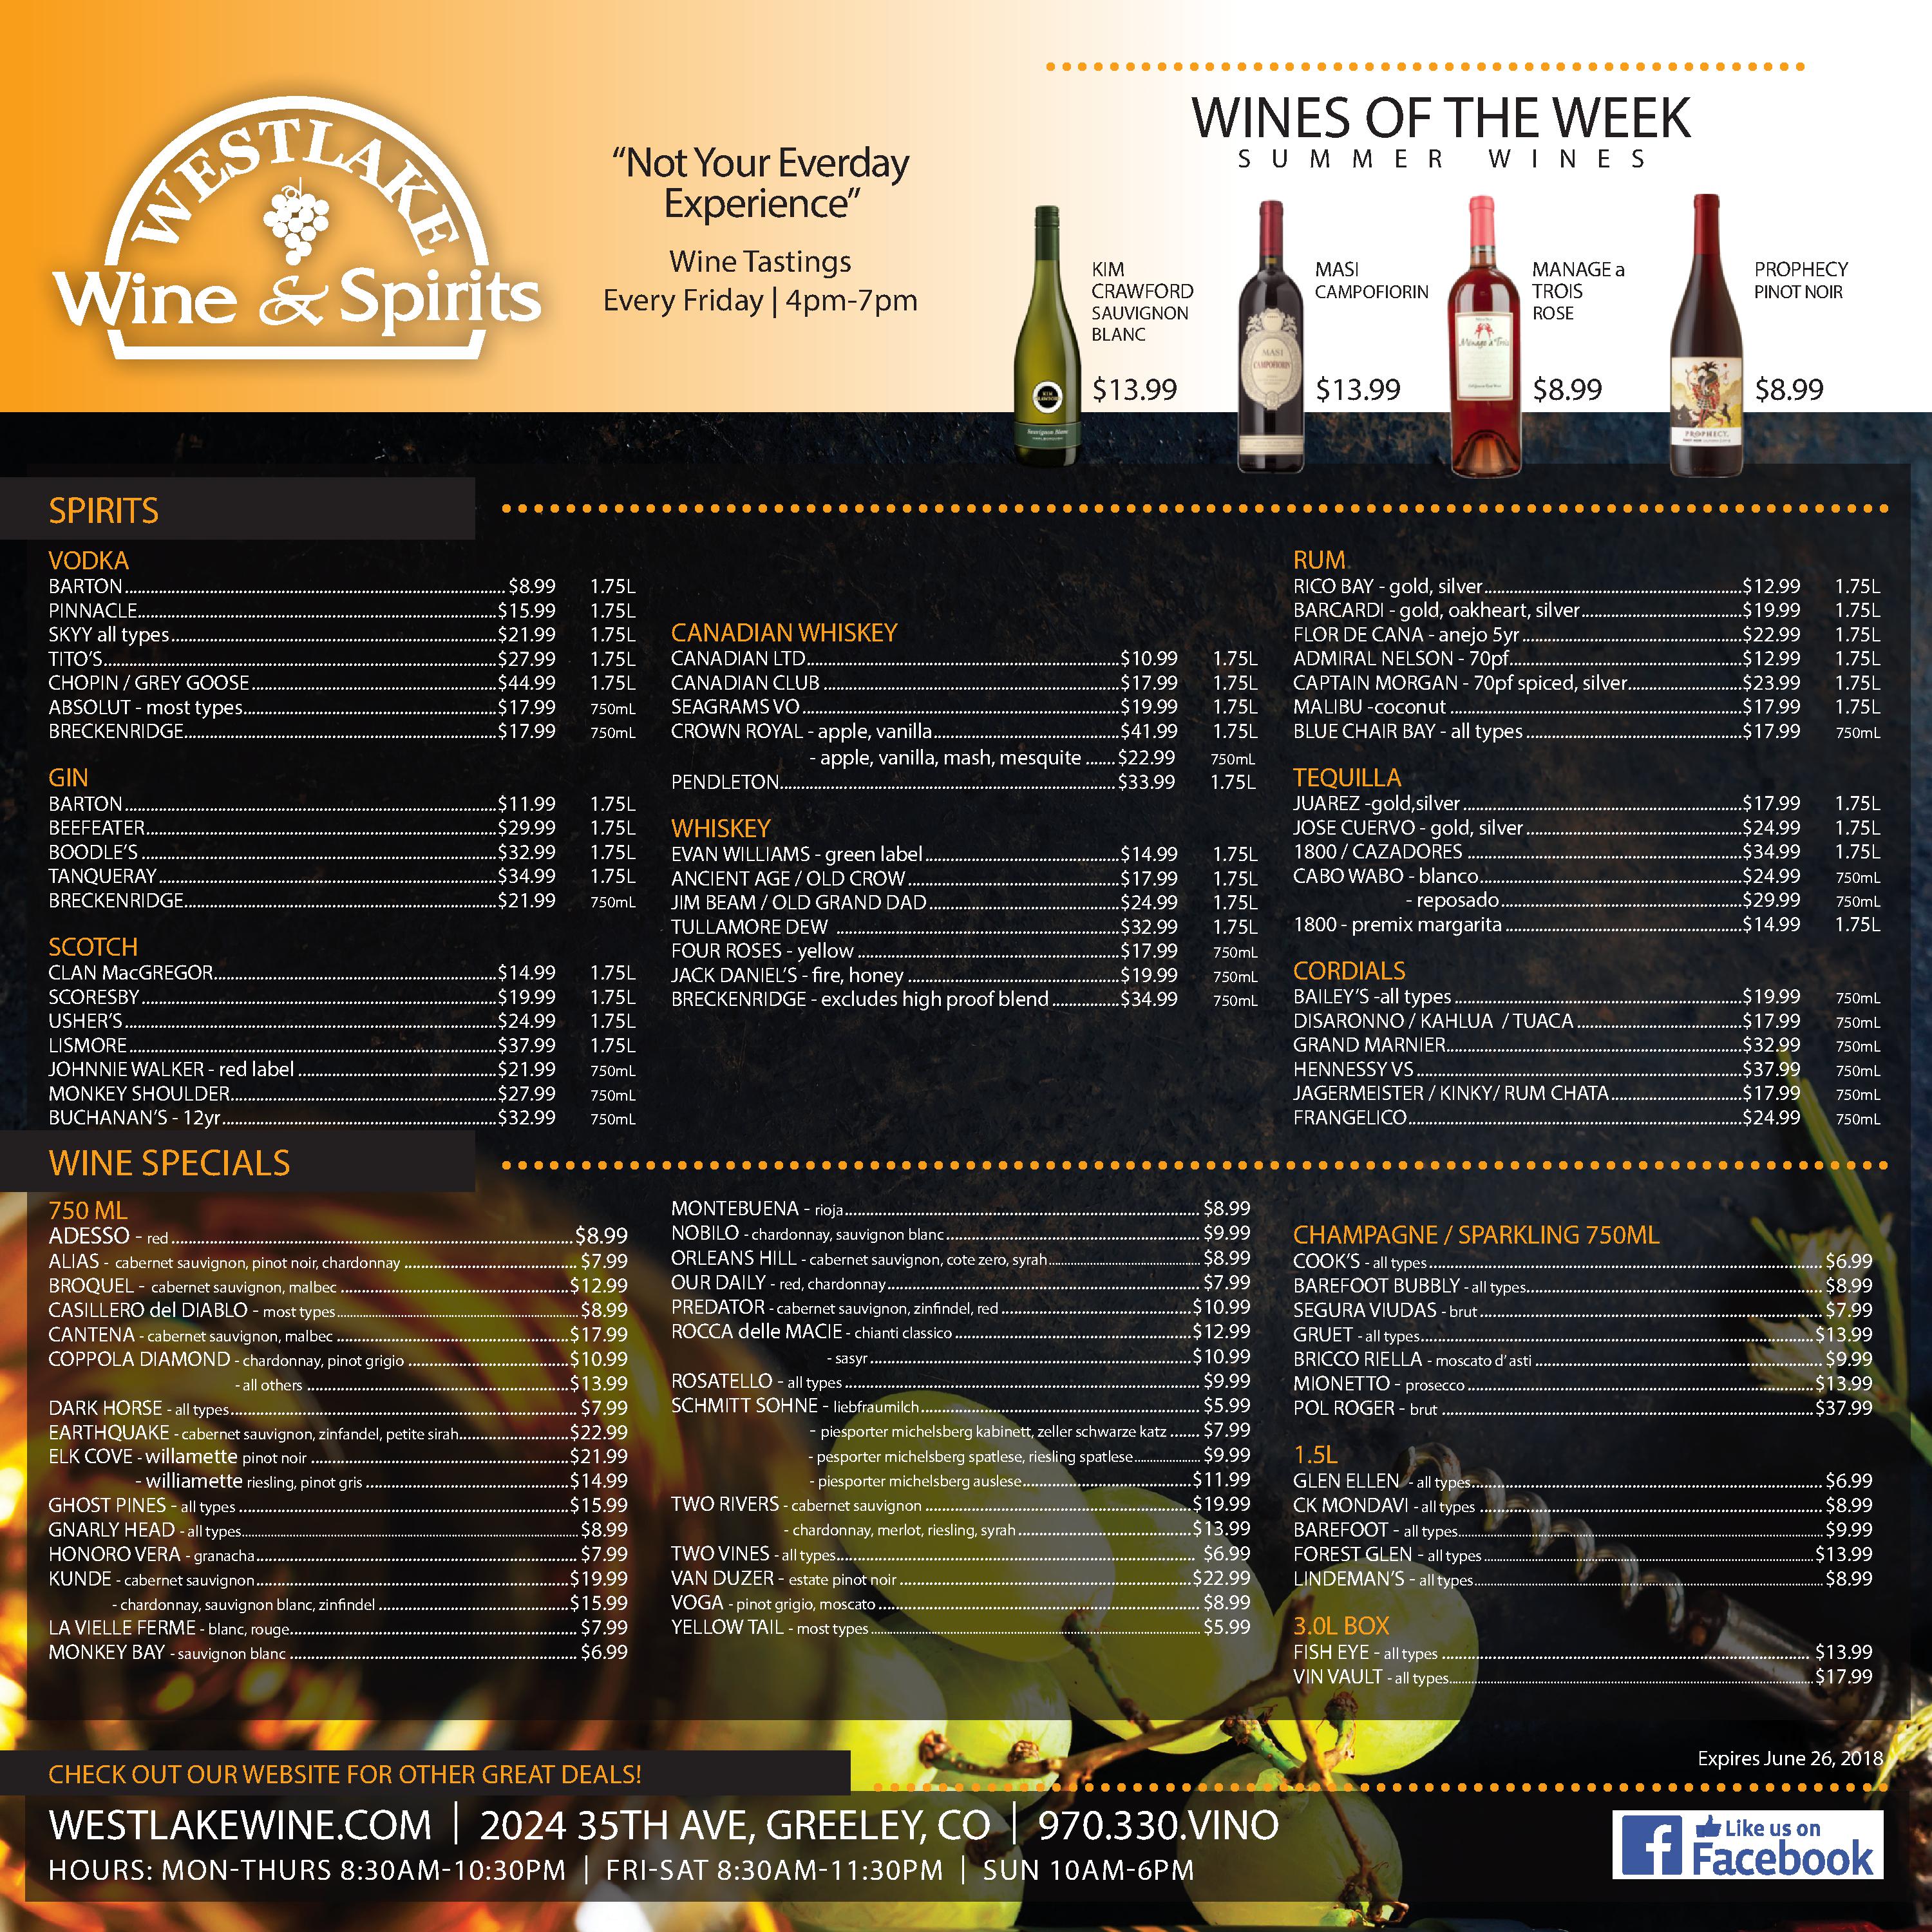 WESTLAKE
Wine & Spirits
“Not Your Everday
Experience”
Wine Tastings
Every Friday | 4pm-7pm
WINES OF THE WEEK
SUMMER WINES
KIM
CRAWFORD
SAUVIGNON
BLANC
$13.99
MASI
CAMPOFIORIN
$13.99
MANAGE a
TROIS
ROSE
$8.99
PROPHECY
PINOT NOIR
$8.99
KIM CRAWFORD
Sauvignon Blanc
MASI
CAMPOFIORIN
Ménage à Trois
PROPHECY
SPIRITS
VODKA
BARTON $8.99 1.75L
PINNACLE $15.99 1.75L
SKYY all types $21.99 1.75L
TITO’S $27.99 1.75L
CHOPIN / GREY GOOSE $44.99 1.75L
ABSOLUT - most types $17.99 750mL
BRECKENRIDGE $17.99 750mL
GIN
BARTON $11.99 1.75L
BEEFEATER $29.99 1.75L
BOODLE’S $32.99 1.75L
TANQUERAY $34.99 1.75L
BRECKENRIDGE $21.99 750mL
SCOTCH
CLAN MacGREGOR $14.99 1.75L
SCORESBY $19.99 1.75L
USHER’S $24.99 1.75L
LISMORE $37.99 1.75L
JOHNNIE WALKER - red label $21.99 750mL
MONKEY SHOULDER $27.99 750mL
BUCHANAN’S - 12yr $32.99 750mL
CANADIAN WHISKEY
CANADIAN LTD $10.99 1.75L
CANADIAN CLUB $17.99 1.75L
SEAGRAMS VO $19.99 1.75L
CROWN ROYAL - apple, vanilla $41.99 1.75L
- apple, vanilla, mash, mesquite $22.99 750mL
PENDLETON $33.99 1.75L
WHISKEY
EVAN WILLIAMS - green label $14.99 1.75L
ANCIENT AGE / OLD CROW $17.99 1.75L
JIM BEAM / OLD GRAND DAD $24.99 1.75L
TULLAMORE DEW $32.99 1.75L
FOUR ROSES - yellow $17.99 750mL
JACK DANIEL’S - fire, honey $19.99 750mL
BRECKENRIDGE - excludes high proof blend $34.99 750mL
RUM
RICO BAY - gold, silver $12.99 1.75L
BARCARDI - gold, oakheart, silver $19.99 1.75L
FLOR DE CANA - anejo 5yr $22.99 1.75L
ADMIRAL NELSON - 70pf $12.99 1.75L
CAPTAIN MORGAN - 70pf spiced, silver $23.99 1.75L
MALIBU -coconut $17.99 1.75L
BLUE CHAIR BAY - all types $17.99 750mL
TEQUILLA
JUAREZ -gold,silver $17.99 1.75L
JOSE CUERVO - gold, silver $24.99 1.75L
1800 / CAZADORES $34.99 1.75L
CABO WABO - blanco $24.99 750mL
- reposado $29.99 750mL
1800 - premix margarita $14.99 1.75L
CORDIALS
BAILEY’S -all types $19.99 750mL
DISARONNO / KAHLUA / TUACA $17.99 750mL
GRAND MARNIER $32.99 750mL
HENNESSY VS $37.99 750mL
JAGERMEISTER / KINKY/ RUM CHATA $17.99 750mL
FRANGELICO $24.99 750mL
WINE SPECIALS
750 ML
ADESSO - red $8.99
ALIAS - cabernet sauvignon, pinot noir, chardonnay $7.99
BROQUEL - cabernet sauvignon, malbec $12.99
CASILLERO del DIABLO - most types $8.99
CANTENA - cabernet sauvignon, malbec $17.99
COPPOLA DIAMOND - chardonnay, pinot grigio $10.99
- all others $13.99
DARK HORSE - all types $7.99
EARTHQUAKE - cabernet sauvignon, zinfandel, petite sirah $22.99
ELK COVE - willamette pinot noir $21.99
- williamette riesling, pinot gris $14.99
GHOST PINES - all types $15.99
GNARLY HEAD - all types $8.99
HONORO VERA - granacha $7.99
KUNDE - cabernet sauvignon $19.99
- chardonnay, sauvignon blanc, zinfindel $15.99
LA VIELLE FERME - blanc, rouge $7.99
MONKEY BAY - sauvignon blanc $6.99
MONTEBUENA - rioja $8.99
NOBILO - chardonnay, sauvignon blanc $9.99
ORLEANS HILL - cabernet sauvignon, cote zero, syrah $8.99
OUR DAILY - red, chardonnay $7.99
PREDATOR - cabernet sauvignon, zinfindel, red $10.99
ROCCA delle MACIE - chianti classico $12.99
- sasyr $10.99
ROSATELLO - all types $9.99
SCHMITT SOHNE - liebfraumilch $5.99
- piesporter michelsberg kabinett, zeller schwarze katz $7.99
- pesporter michelsberg spatlese, riesling spatlese $9.99
- piesporter michelsberg auslese $11.99
TWO RIVERS - cabernet sauvignon $19.99
- chardonnay, merlot, riesling, syrah $13.99
TWO VINES - all types $6.99
VAN DUZER - estate pinot noir $22.99
VOGA - pinot grigio, moscato $8.99
YELLOW TAIL - most types $5.99
CHAMPAGNE / SPARKLING 750ML
COOK’S - all types $6.99
BAREFOOT BUBBLY - all types $8.99
SEGURA VIUDAS - brut $7.99
GRUET - all types $13.99
BRICCO RIELLA - moscato d’ asti $9.99
MIONETTO - prosecco $13.99
POL ROGER - brut $37.99
1.5L
GLEN ELLEN - all types $6.99
CK MONDAVI - all types $8.99
BAREFOOT - all types $9.99
FOREST GLEN - all types $13.99
LINDEMAN’S - all types $8.99
3.0L BOX
FISH EYE - all types $13.99
VIN VAULT - all types $17.99
Expires June 26, 2018
CHECK OUT OUR WEBSITE FOR OTHER GREAT DEALS!
WESTLAKEWINE.COM | 2024 35TH AVE, GREELEY, CO | 970.330.VINO
HOURS: MON-THURS 8:30AM-10:30PM | FRI-SAT 8:30AM-11:30PM | SUN 10AM-6PM
f Like us on
Facebook